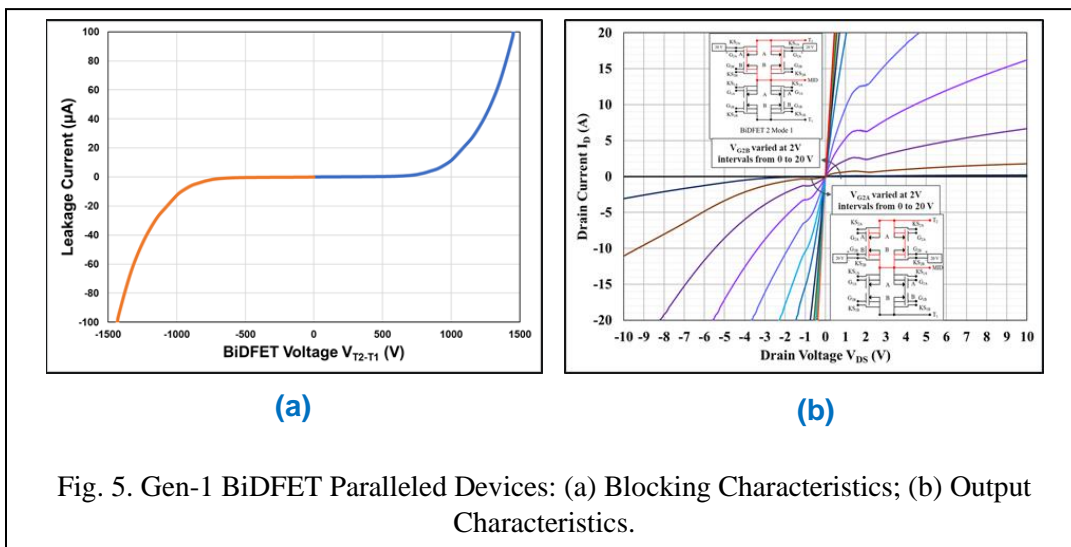 100
80
60
40
20
0
-20
-40
-60
-80
-100
Leakage Current (µA)
-1500 -1000 -500 0 500 1000 1500
BiDFET Voltage V_T2-T1 (V)
(a)
20
15
10
5
0
-5
-10
-15
-20
Drain Current I_D (A)
BiDFET 2 Mode 1
MID
V_G2B varied at 2V
intervals from 0 to 20 V
V_G2A varied at 2V
intervals from 0 to 20 V
MID
-10 -9 -8 -7 -6 -5 -4 -3 -2 -1 0 1 2 3 4 5 6 7 8 9 10
Drain Voltage V_DS (V)
(b)
Fig. 5. Gen-1 BiDFET Paralleled Devices: (a) Blocking Characteristics; (b) Output
Characteristics.